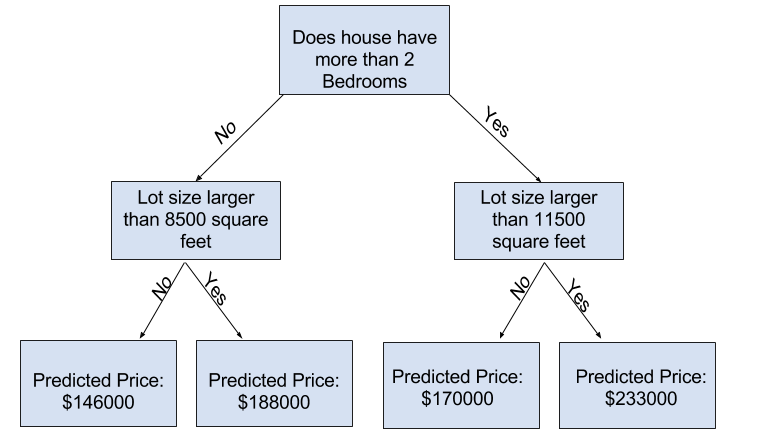 Does house have
more than 2
Bedrooms
No
Yes
Lot size larger
than 8500 square
feet
Lot size larger
than 11500
square feet
No
Yes
No
Yes
Predicted Price:
$146000
Predicted Price:
$188000
Predicted Price:
$170000
Predicted Price:
$233000